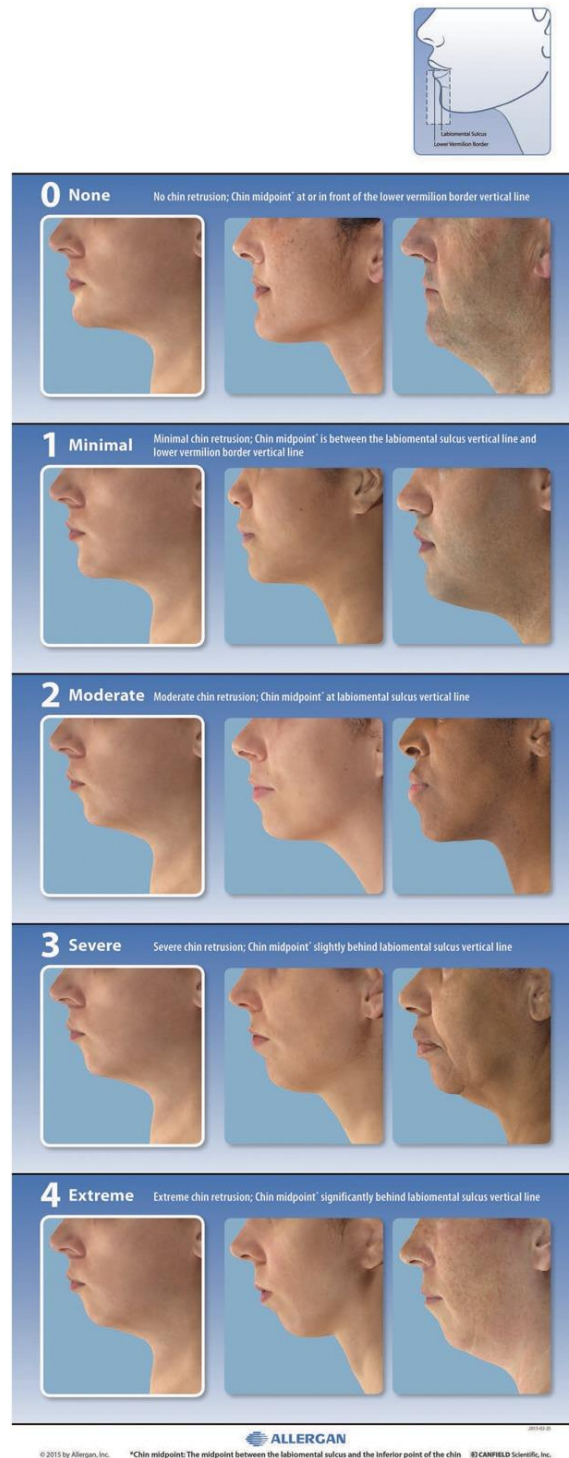 Labiomental Sulcus
Lower Vermilion Border
0 None No chin retrusion; Chin midpoint* at or in front of the lower vermilion border vertical line
1 Minimal Minimal chin retrusion; Chin midpoint* is between the labiomental sulcus vertical line and
lower vermilion border vertical line
2 Moderate Moderate chin retrusion; Chin midpoint* at labiomental sulcus vertical line
3 Severe Severe chin retrusion; Chin midpoint* slightly behind labiomental sulcus vertical line
4 Extreme Extreme chin retrusion; Chin midpoint* significantly behind labiomental sulcus vertical line
ALLERGAN
© 2015 by Allergan, Inc. *Chin midpoint: The midpoint between the labiomental sulcus and the inferior point of the chin CANFIELD Scientific, Inc.